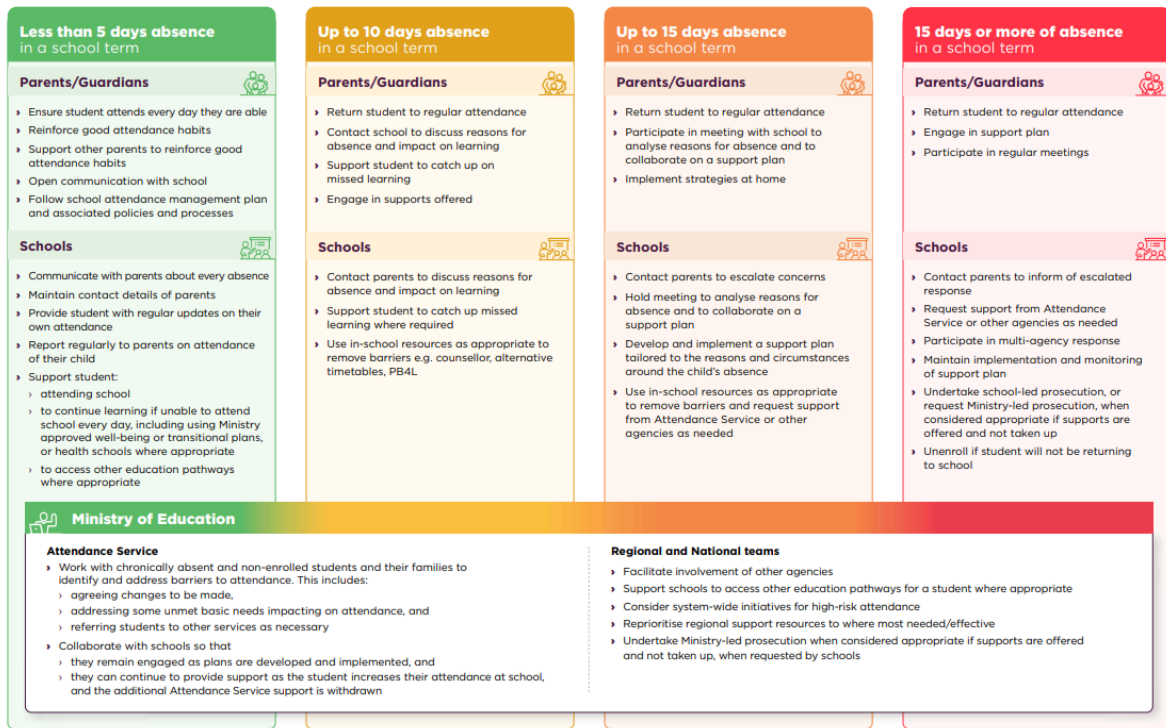 Less than 5 days absence
in a school term
Parents/Guardians
› Ensure student attends every day they are able
› Reinforce good attendance habits
› Support other parents to reinforce good
attendance habits
› Open communication with school
› Follow school attendance management plan
and associated policies and processes
Schools
› Communicate with parents about every absence
› Maintain contact details of parents
› Provide student with regular updates on their
own attendance
› Report regularly to parents on attendance
of their child
› Support student:
› attending school
› to continue learning if unable to attend
school every day, including using Ministry
approved well-being or transitional plans,
or health schools where appropriate
› to access other education pathways
where appropriate
Up to 10 days absence
in a school term
Parents/Guardians
› Return student to regular attendance
› Contact school to discuss reasons for
absence and impact on learning
› Support student to catch up on
missed learning
› Engage in supports offered
Schools
› Contact parents to discuss reasons for
absence and impact on learning
› Support student to catch up missed
learning where required
› Use in-school resources as appropriate to
remove barriers e.g. counsellor, alternative
timetables, PB4L
Up to 15 days absence
in a school term
Parents/Guardians
› Return student to regular attendance
› Participate in meeting with school to
analyse reasons for absence and to
collaborate on a support plan
› Implement strategies at home
Schools
› Contact parents to escalate concerns
› Hold meeting to analyse reasons for
absence and to collaborate on a
support plan
› Develop and implement a support plan
tailored to the reasons and circumstances
around the child's absence
› Use in-school resources as appropriate
to remove barriers and request support
from Attendance Service or other
agencies as needed
15 days or more of absence
in a school term
Parents/Guardians
› Return student to regular attendance
› Engage in support plan
› Participate in regular meetings
Schools
› Contact parents to inform of escalated
response
› Request support from Attendance
Service or other agencies as needed
› Participate in multi-agency response
› Maintain implementation and monitoring
of support plan
› Undertake school-led prosecution, or
request Ministry-led prosecution, when
considered appropriate if supports are
offered and not taken up
› Unenroll if student will not be returning
to school
Ministry of Education
Attendance Service
› Work with chronically absent and non-enrolled students and their families to
identify and address barriers to attendance. This includes:
› agreeing changes to be made,
› addressing some unmet basic needs impacting on attendance, and
› referring students to other services as necessary
› Collaborate with schools so that
› they remain engaged as plans are developed and implemented, and
› they can continue to provide support as the student increases their attendance at school,
and the additional Attendance Service support is withdrawn
Regional and National teams
› Facilitate involvement of other agencies
› Support schools to access other education pathways for a student where appropriate
› Consider system-wide initiatives for high-risk attendance
› Reprioritise regional support resources to where most needed/effective
› Undertake Ministry-led prosecution when considered appropriate if supports are offered
and not taken up, when requested by schools